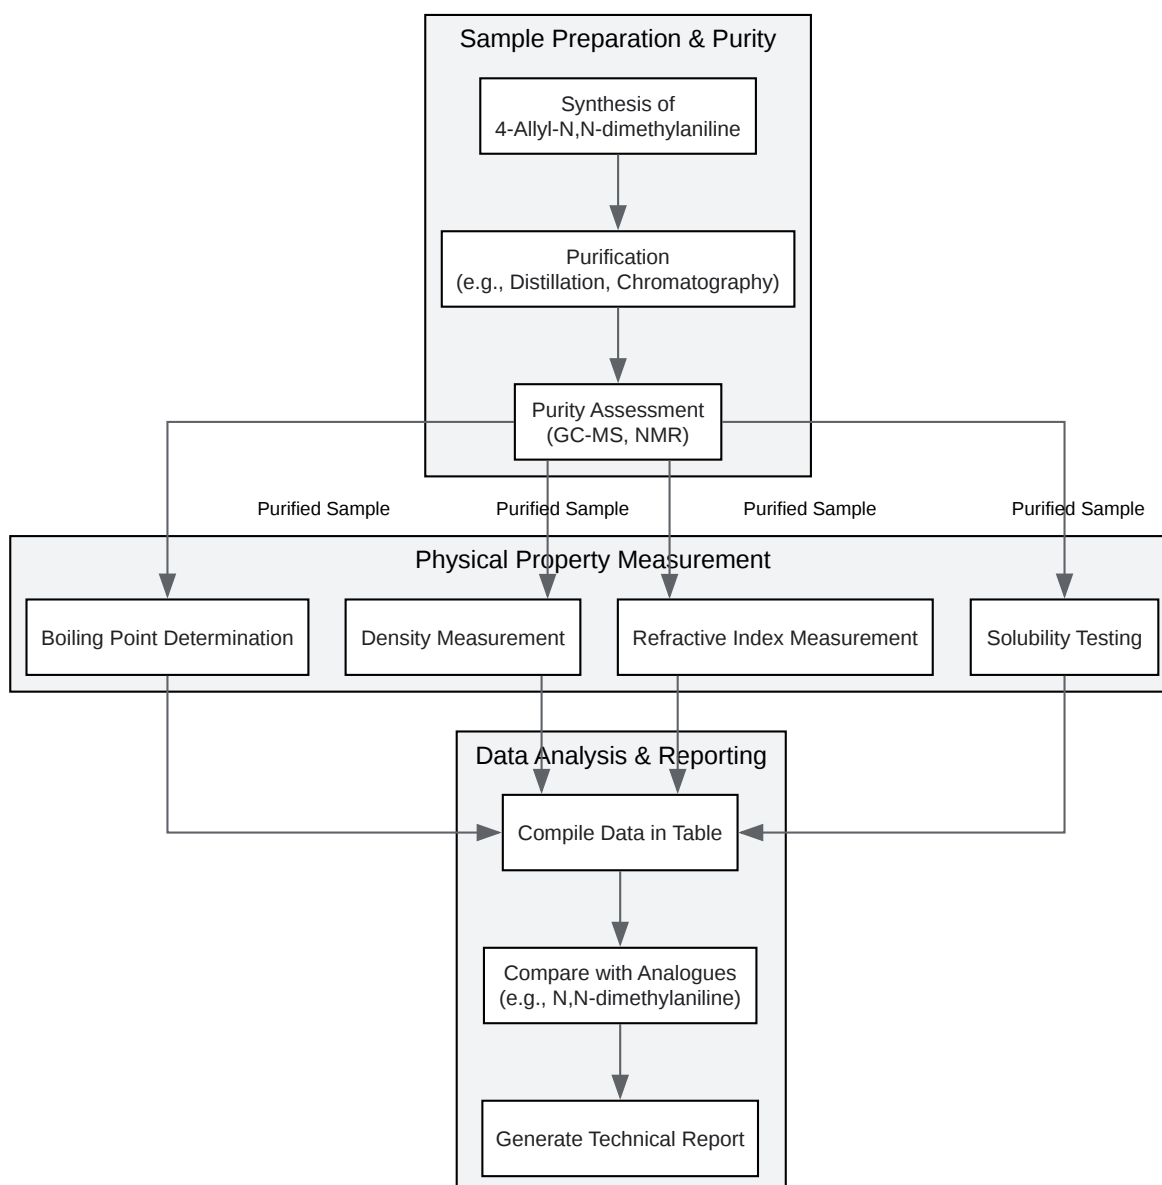 Sample Preparation & Purity
Synthesis of
4-Allyl-N,N-dimethylaniline
Purification
(e.g., Distillation, Chromatography)
Purity Assessment
(GC-MS, NMR)
Purified Sample
Purified Sample
Purified Sample
Purified Sample
Physical Property Measurement
Boiling Point Determination
Density Measurement
Refractive Index Measurement
Solubility Testing
Data Analysis & Reporting
Compile Data in Table
Compare with Analogues
(e.g., N,N-dimethylaniline)
Generate Technical Report